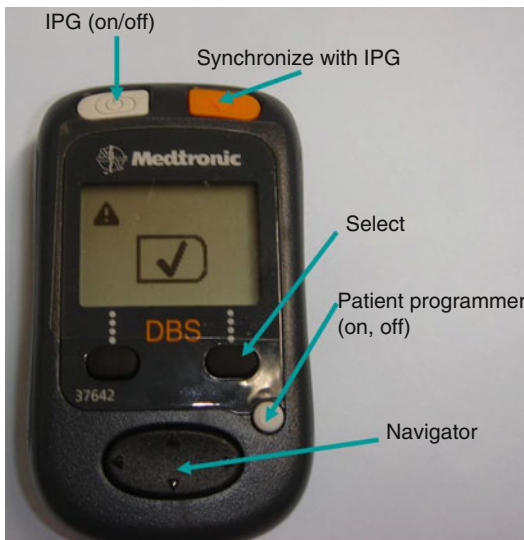 IPG (on/off)
Synchronize with IPG
Medtronic
Select
Patient programmer
(on, off)
DBS
37642
Navigator